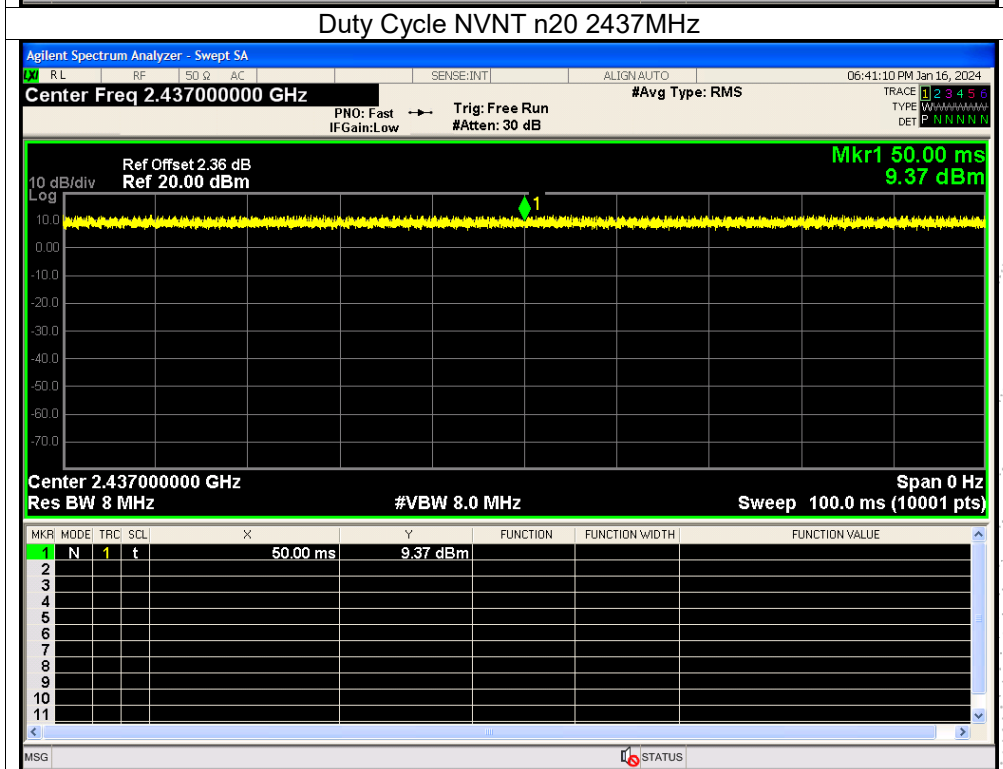 Duty Cycle NVNT n20 2437MHz
Agilent Spectrum Analyzer - Swept SA
LXI RL RF 50 Ω AC SENSE:INT ALIGN AUTO 06:41:10 PM Jan 16, 2024
Center Freq 2.437000000 GHz #Avg Type: RMS TRACE 1 2 3 4 5 6
PNO: Fast Trig: Free Run TYPE WWWWWW
IFGain:Low #Atten: 30 dB DET P N N N N N
Mkr1 50.00 ms
Ref Offset 2.36 dB
10 dB/div Ref 20.00 dBm 9.37 dBm
Log
1
10.0
0.00
-10.0
-20.0
-30.0
-40.0
-50.0
-60.0
-70.0
Center 2.437000000 GHz Span 0 Hz
Res BW 8 MHz #VBW 8.0 MHz Sweep 100.0 ms (10001 pts)
MKR MODE TRC SCL X Y FUNCTION FUNCTION WIDTH FUNCTION VALUE
1 N 1 t 50.00 ms 9.37 dBm
2
3
4
5
6
7
8
9
10
11
MSG STATUS